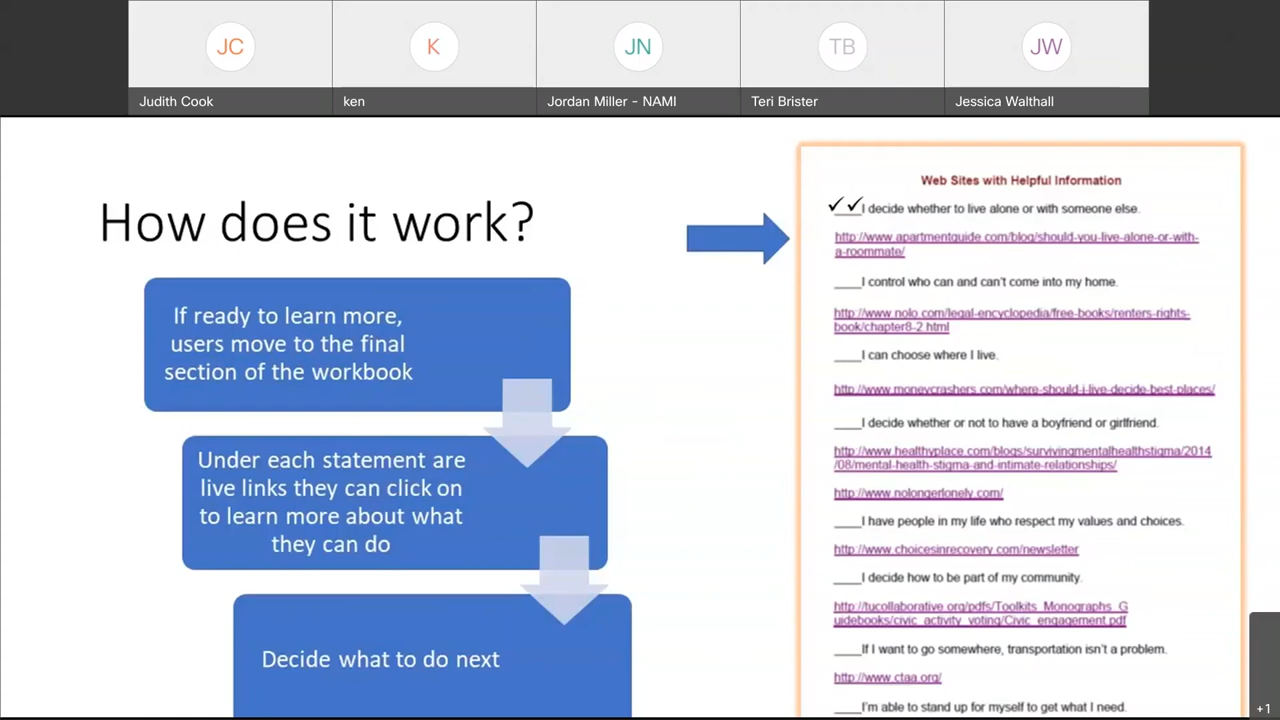 JC
K
JN
TB
JW
Judith Cook
ken
Jordan Miller - NAMI
Teri Brister
Jessica Walthall
How does it work?
If ready to learn more,
users move to the final
section of the workbook
Under each statement are
live links they can click on
to learn more about what
they can do
Decide what to do next
Web Sites with Helpful Information
✓✓____I decide whether to live alone or with someone else.
http://www.apartmentguide.com/blog/should-you-live-alone-or-with-
a-roommate/
____I control who can and can't come into my home.
http://www.nolo.com/legal-encyclopedia/free-books/renters-rights-
book/chapter8-2.html
____I can choose where I live.
http://www.moneycrashers.com/where-should-i-live-decide-best-places/
____I decide whether or not to have a boyfriend or girlfriend.
http://www.healthyplace.com/blogs/survivingmentalhealthstigma/2014
/08/mental-health-stigma-and-intimate-relationships/
http://www.nolongerlonely.com/
____I have people in my life who respect my values and choices.
http://www.choicesinrecovery.com/newsletter
____I decide how to be part of my community.
http://tucollaborative.org/pdfs/Toolkits_Monographs_G
uidebooks/civic_activity_voting/Civic_engagement.pdf
____If I want to go somewhere, transportation isn't a problem.
http://www.ctaa.org/
____I'm able to stand up for myself to get what I need.
+1